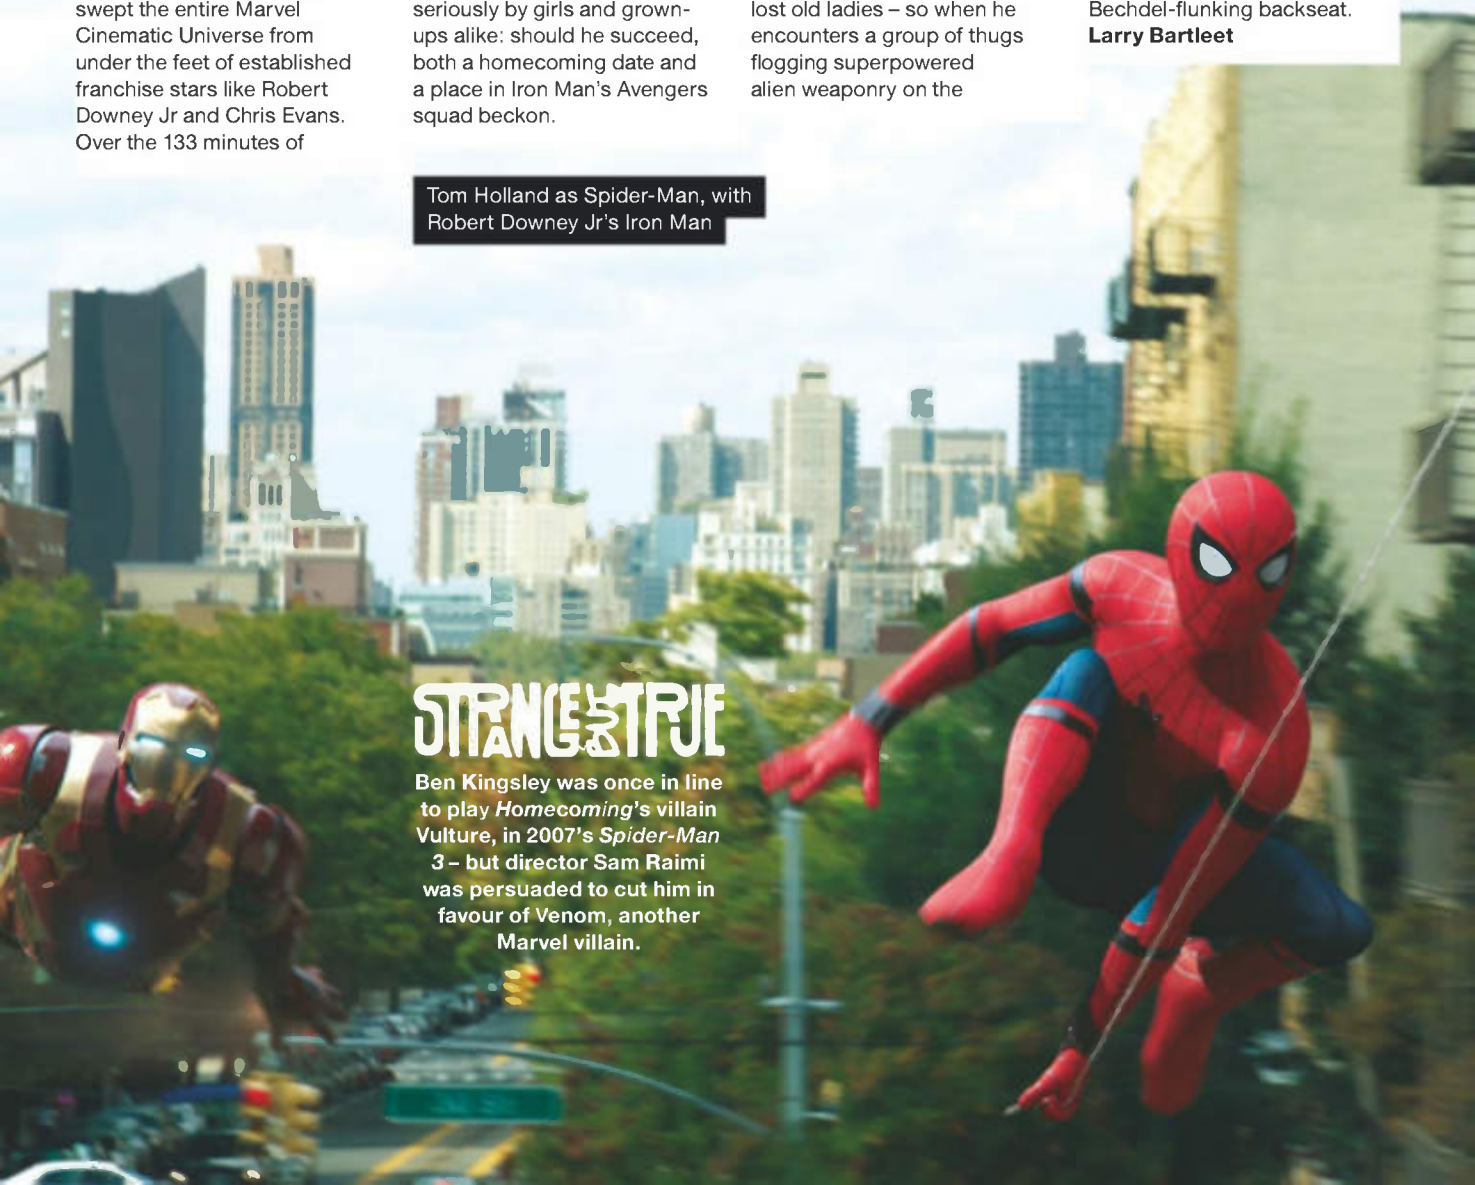 swept the entire Marvel
Cinematic Universe from
under the feet of established
franchise stars like Robert
Downey Jr and Chris Evans.
Over the 133 minutes of
seriously by girls and grown-
ups alike: should he succeed,
both a homecoming date and
a place in Iron Man's Avengers
squad beckon.
lost old ladies – so when he
encounters a group of thugs
flogging superpowered
alien weaponry on the
Bechdel-flunking backseat.
Larry Bartleet
Tom Holland as Spider-Man, with
Robert Downey Jr's Iron Man
STRANGE BUT TRUE
Ben Kingsley was once in line
to play Homecoming's villain
Vulture, in 2007's Spider-Man
3 – but director Sam Raimi
was persuaded to cut him in
favour of Venom, another
Marvel villain.